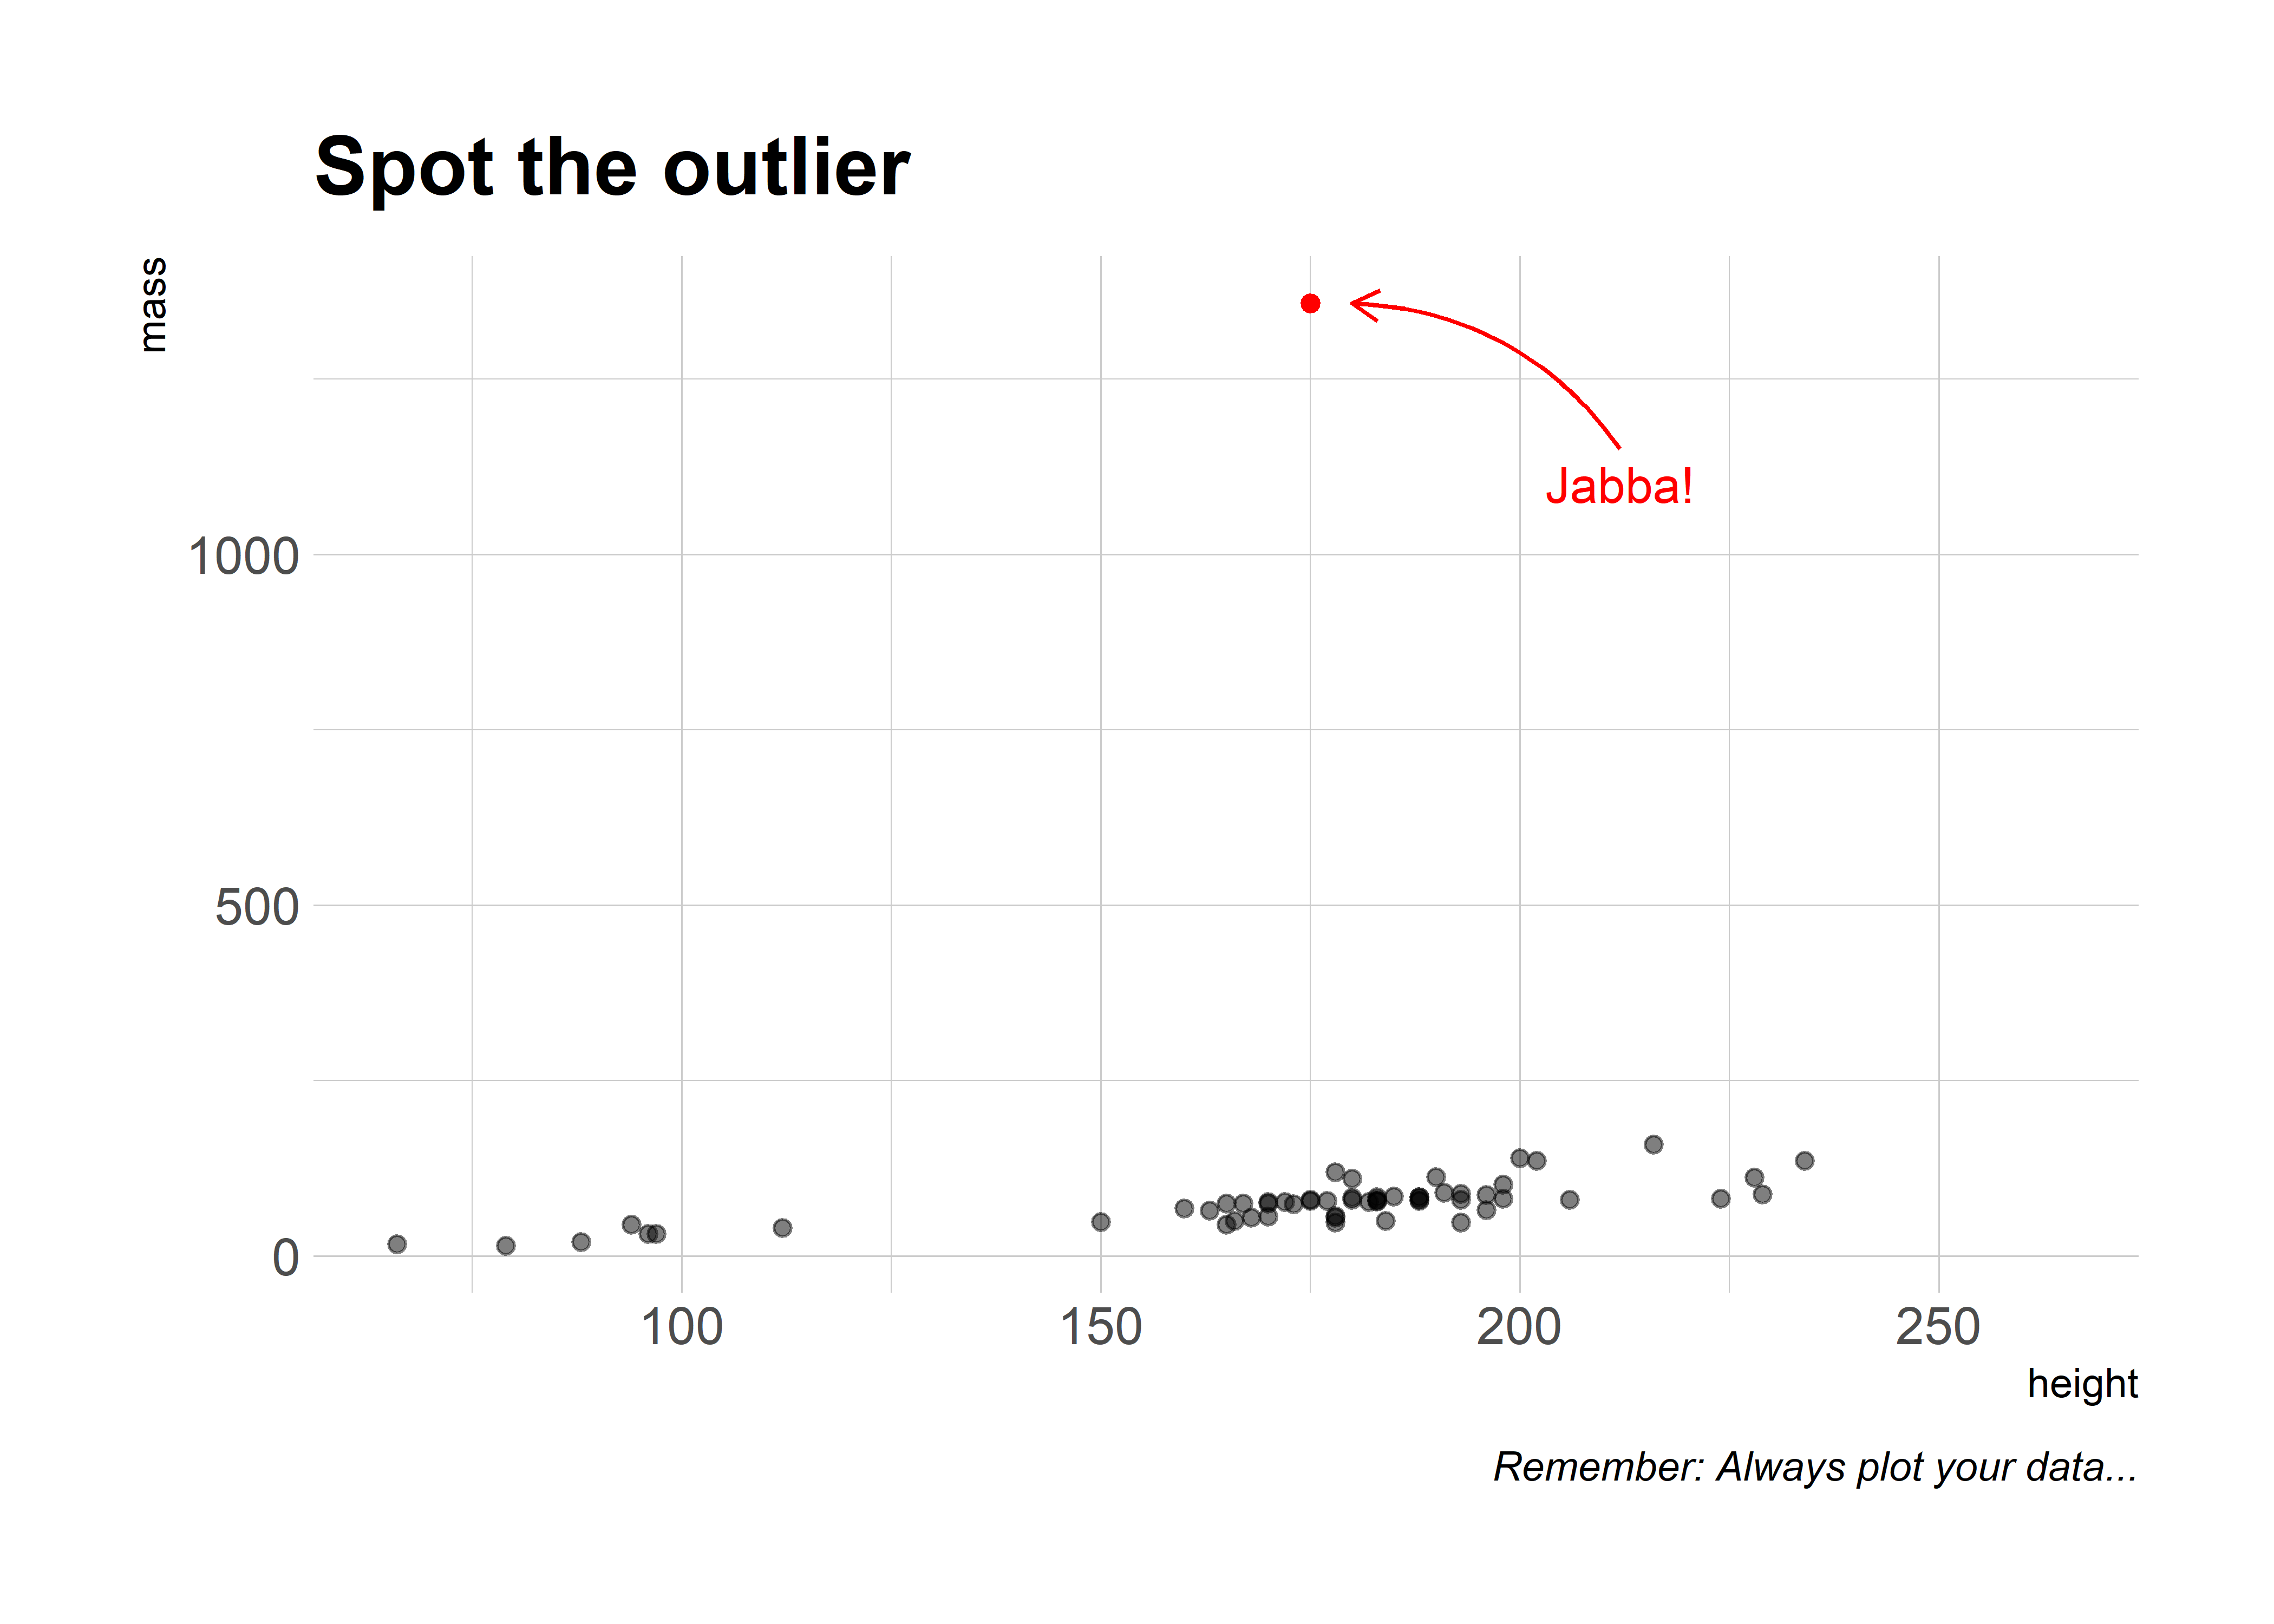 Spot the outlier
mass
Jabba!
1000
500
0
100 150 200 250
height
Remember: Always plot your data...